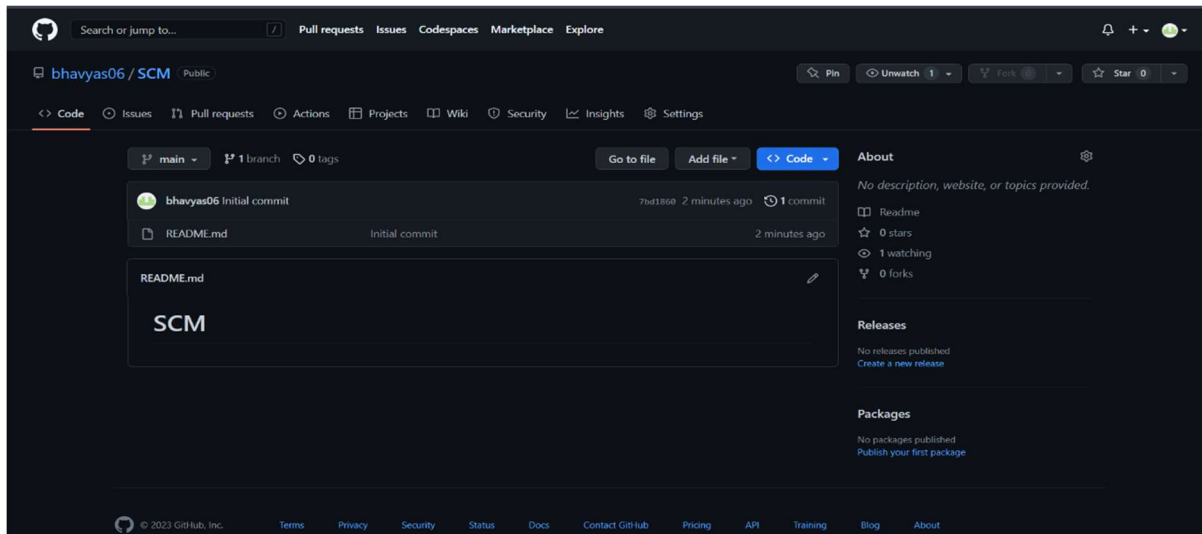 Search or jump to... / Pull requests Issues Codespaces Marketplace Explore
bhavyas06 / SCM Public Pin Unwatch 1 Fork 0 Star 0
<> Code Issues Pull requests Actions Projects Wiki Security Insights Settings
main 1 branch 0 tags Go to file Add file <> Code
bhavyas06 Initial commit 7bd1860 2 minutes ago 1 commit
README.md Initial commit 2 minutes ago
README.md
SCM
About
No description, website, or topics provided.
Readme
0 stars
1 watching
0 forks
Releases
No releases published
Create a new release
Packages
No packages published
Publish your first package
© 2023 GitHub, Inc. Terms Privacy Security Status Docs Contact GitHub Pricing API Training Blog About